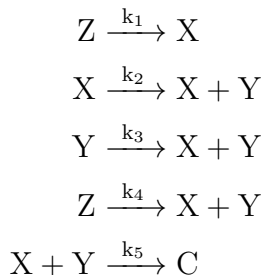 Z k₁→ X
X k₂→ X + Y
Y k₃→ X + Y
Z k₄→ X + Y
X + Y k₅→ C